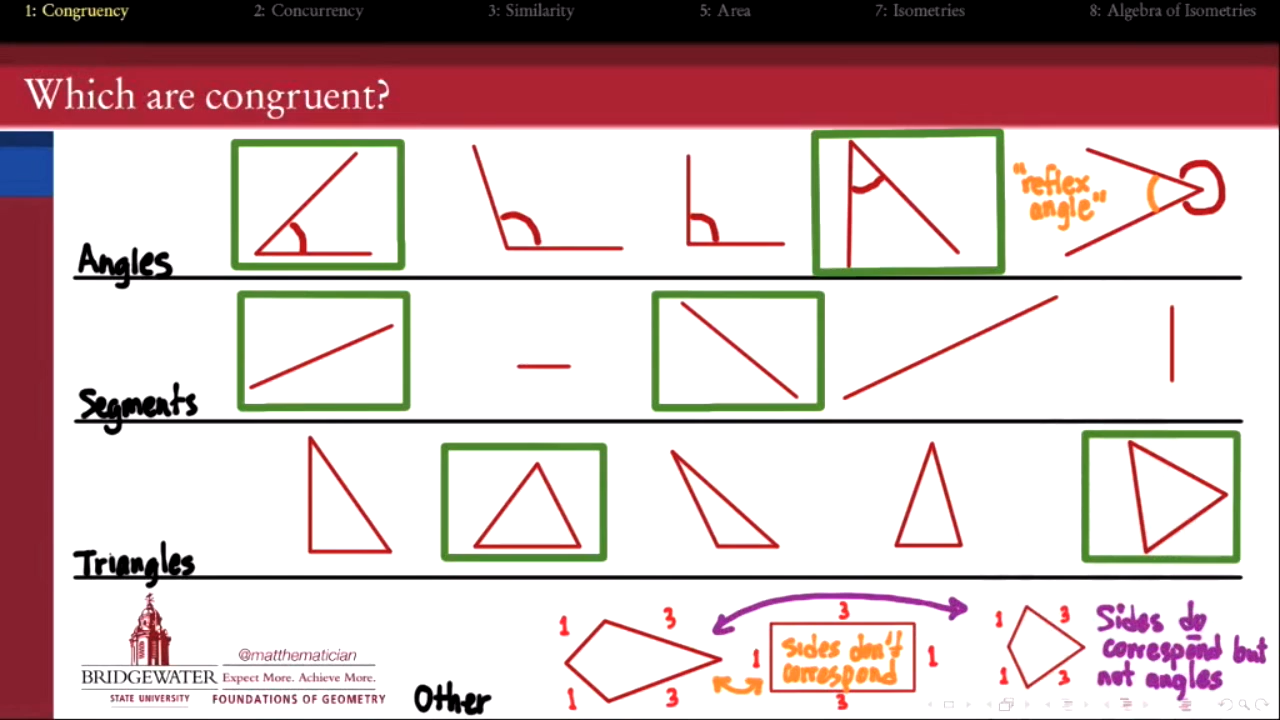 1: Congruency 2: Concurrency 3: Similarity 5: Area 7: Isometries 8: Algebra of Isometries
Which are congruent?
"reflex
angle"
Angles
Segments
Triangles
BRIDGEWATER
STATE UNIVERSITY
@matthematician
Expect More. Achieve More.
FOUNDATIONS OF GEOMETRY
Other
1 3
1 3
3
1 sides don't 1
correspond
3
1 3
1 3
Sides do
correspond but
not angles